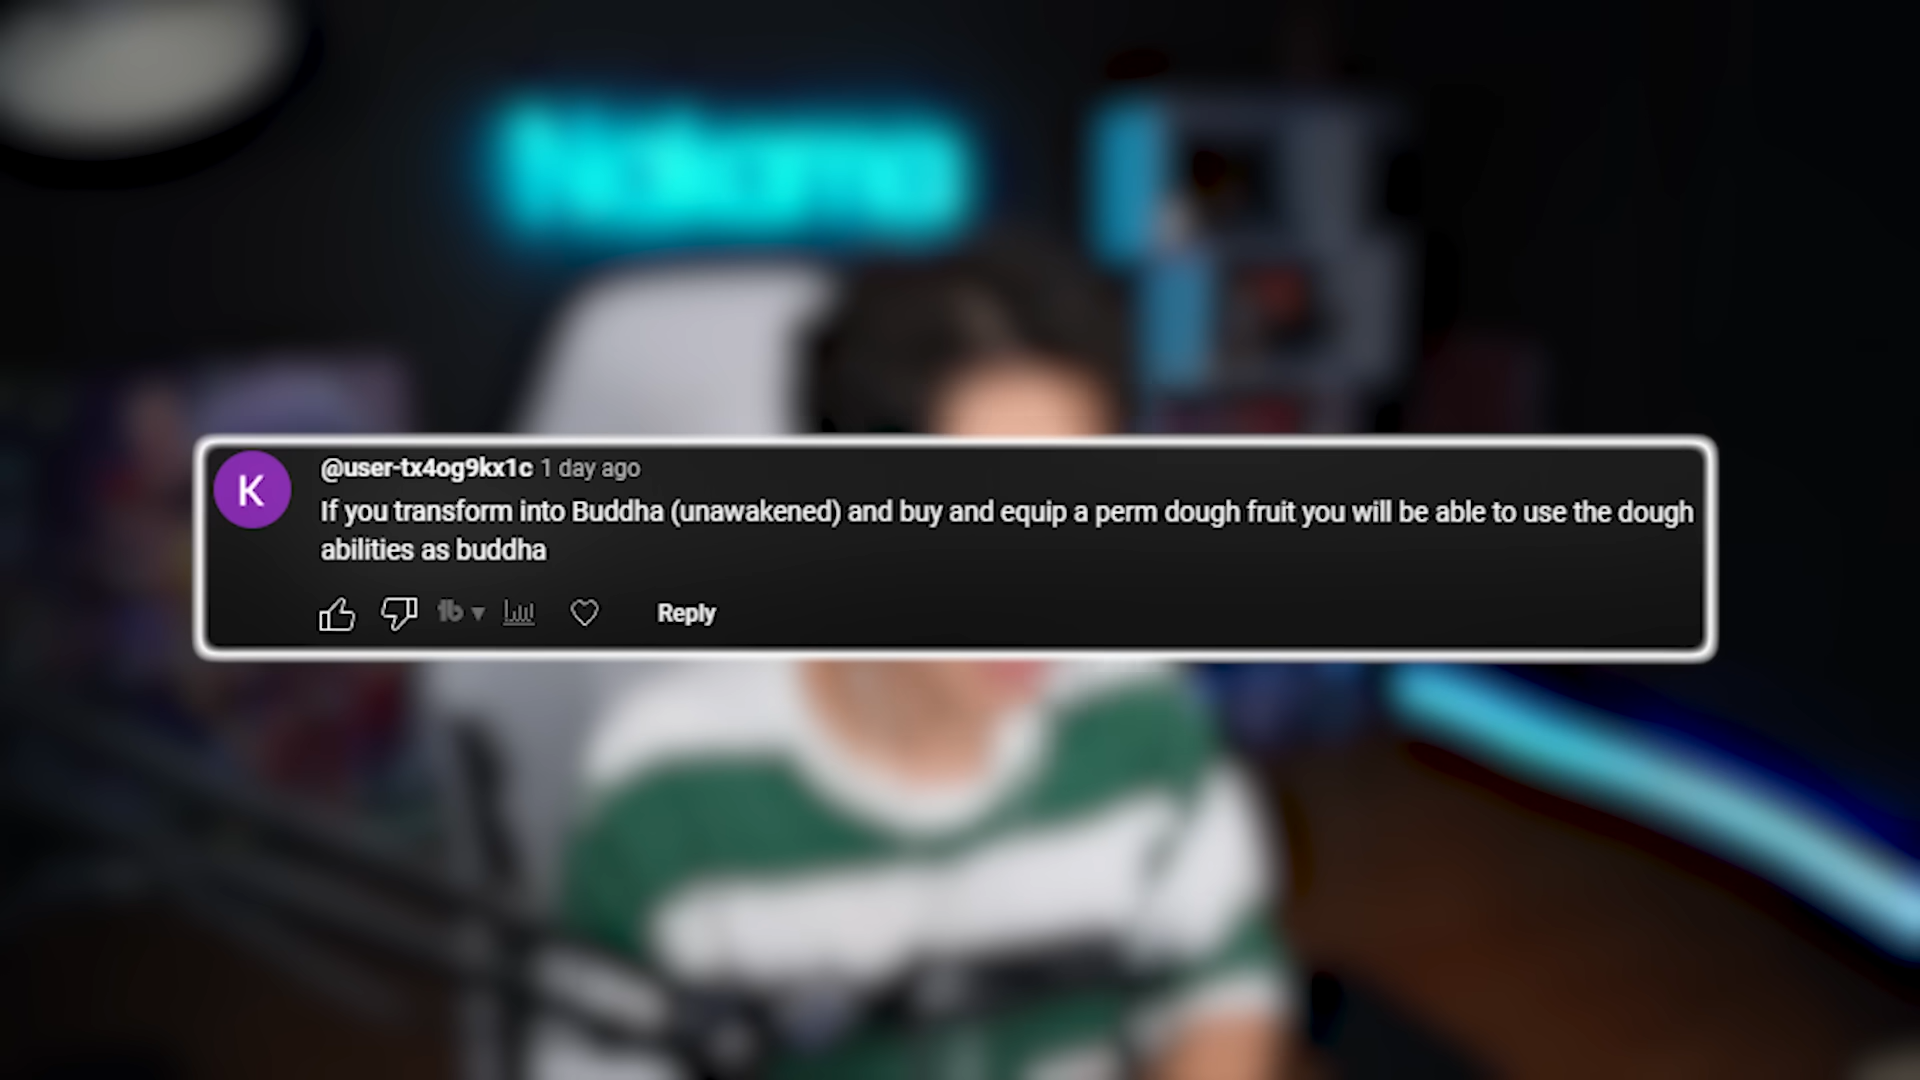 @user-tx4og9kx1c 1 day ago
K
If you transform into Buddha (unawakened) and buy and equip a perm dough fruit you will be able to use the dough
abilities as buddha
Reply